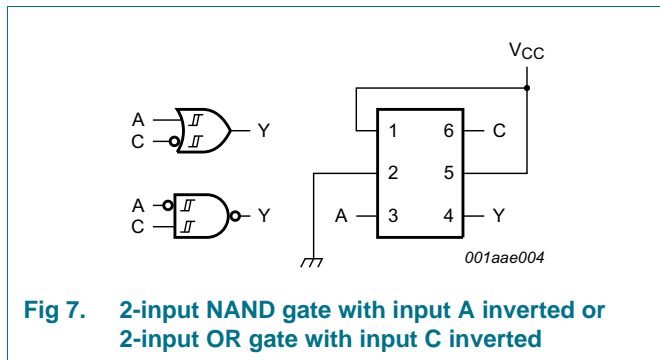 VCC
A
C
Y
A
C
Y
1 6 C
2 5
A 3 4 Y
001aae004
Fig 7. 2-input NAND gate with input A inverted or
2-input OR gate with input C inverted